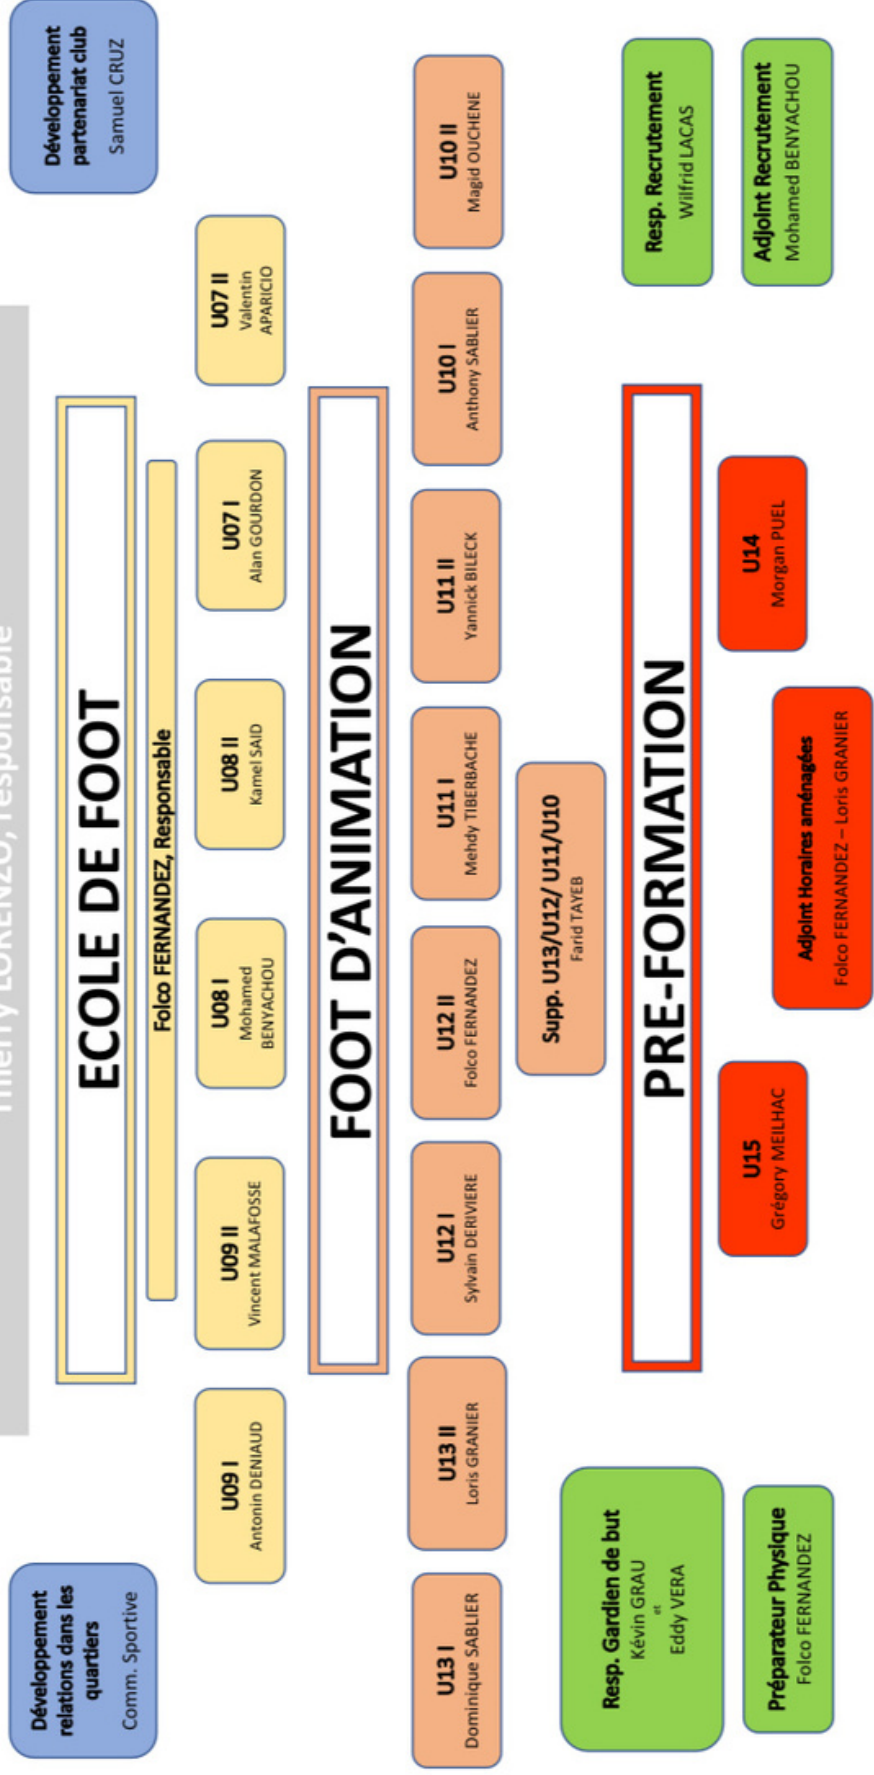 Thierry LORENZO, responsable
Développement
relations dans les
quartiers
Comm. Sportive
ECOLE DE FOOT
Développement
partenariat club
Samuel CRUZ
Folco FERNANDEZ, Responsable
U09 I
Antonin DENIAUD
U09 II
Vincent MALAFOSSE
U08 I
Mohamed
BENYACHOU
U08 II
Kamel SAID
U07 I
Alan GOURDON
U07 II
Valentin
APARICIO
FOOT D'ANIMATION
U13 I
Dominique SABLIER
U13 II
Loris GRANIER
U12 I
Sylvain DERIVIERE
U12 II
Folco FERNANDEZ
U11 I
Mehdy TIBERBACHE
U11 II
Yannick BILECK
U10 I
Anthony SABLIER
U10 II
Magid OUCHENE
Supp. U13/U12/ U11/U10
Farid TAYEB
Resp. Gardien de but
Kévin GRAU
et
Eddy VERA
PRE-FORMATION
Resp. Recrutement
Wilfrid LACAS
Préparateur Physique
Folco FERNANDEZ
U15
Grégory MEILHAC
Adjoint Horaires aménagées
Folco FERNANDEZ – Loris GRANIER
U14
Morgan PUEL
Adjoint Recrutement
Mohamed BENYACHOU